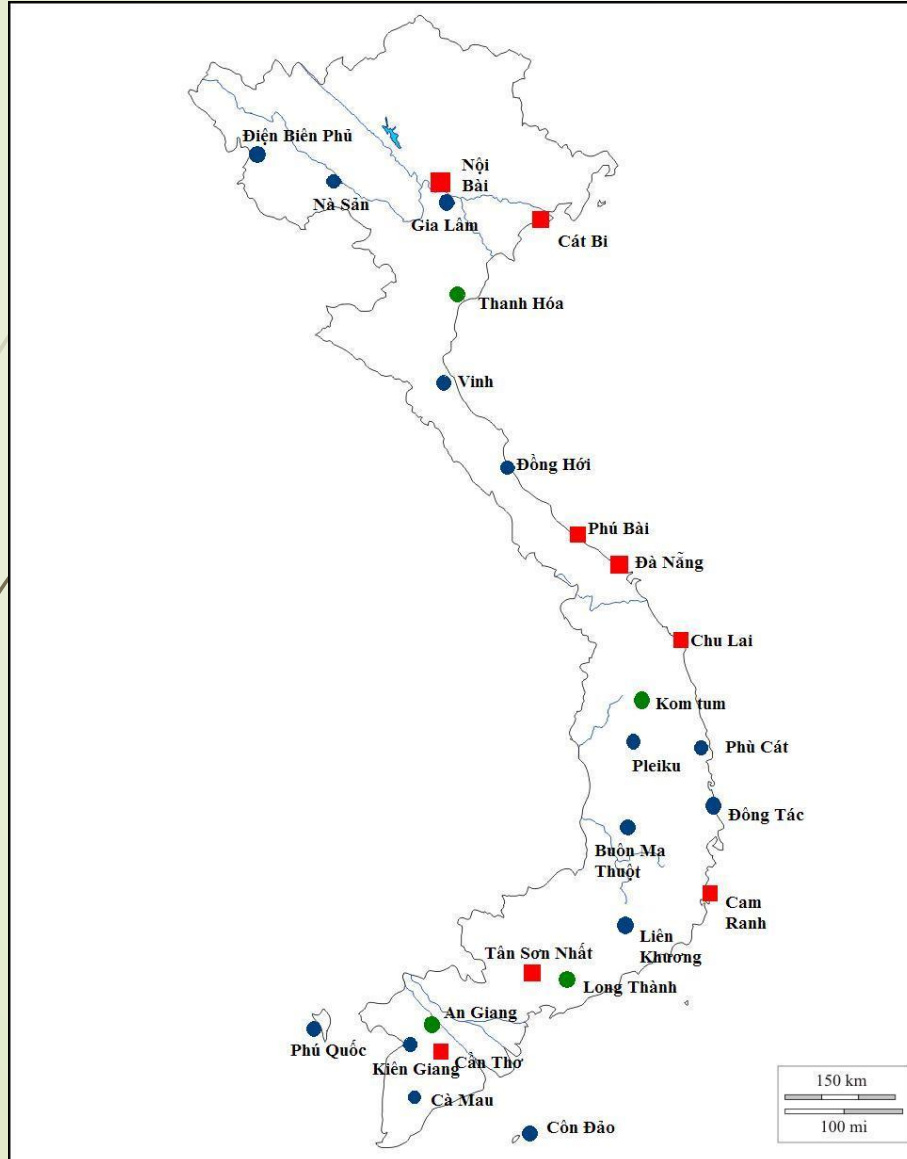 Điện Biên Phủ
Nội
Bài
Nà Sãn
Gia Lâm
Cát Bi
Thanh Hóa
Vinh
Đồng Hới
Phú Bài
Đà Nẵng
Chu Lai
Kom tum
Phù Cát
Pleiku
Đông Tác
Buôn Ma
Thuột
Cam
Ranh
Liên
Khương
Tân Sơn Nhất
Long Thành
An Giang
Phú Quốc
Kiên Giang
Cần Thơ
Cà Mau
Côn Đảo
150 km
100 mi